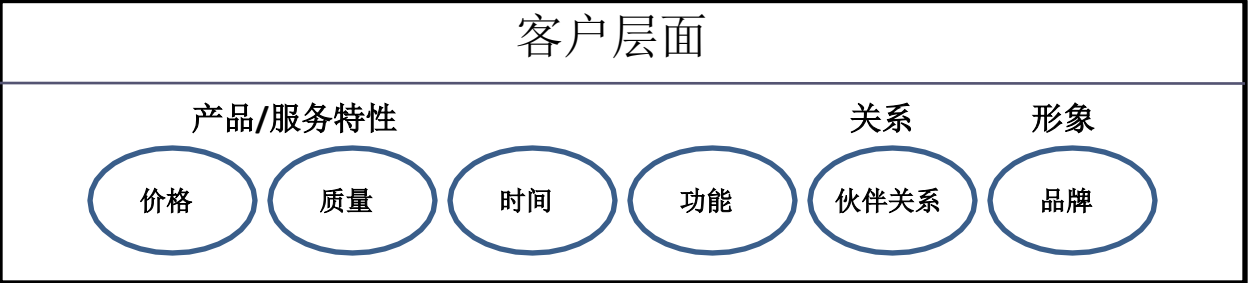 客户层面
产品/服务特性 关系 形象
价格 质量 时间 功能 伙伴关系 品牌